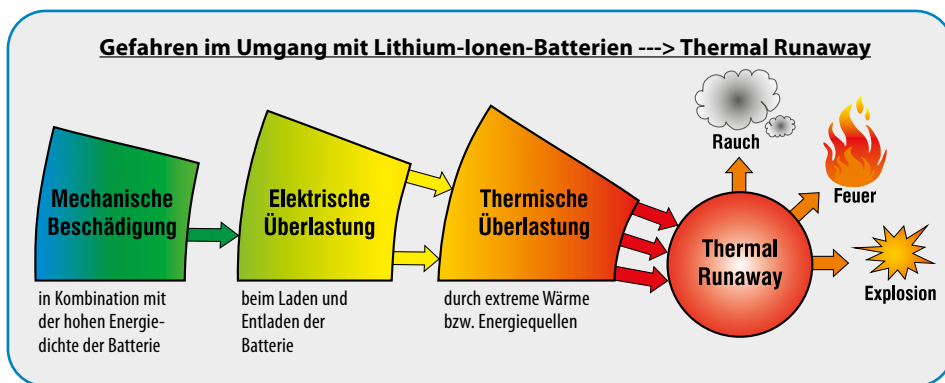 Gefahren im Umgang mit Lithium-Ionen-Batterien ---> Thermal Runaway
Mechanische
Beschädigung
in Kombination mit
der hohen Energie-
dichte der Batterie
Elektrische
Überlastung
beim Laden und
Entladen der
Batterie
Thermische
Überlastung
durch extreme Wärme
bzw. Energiequellen
Thermal
Runaway
Rauch
Feuer
Explosion